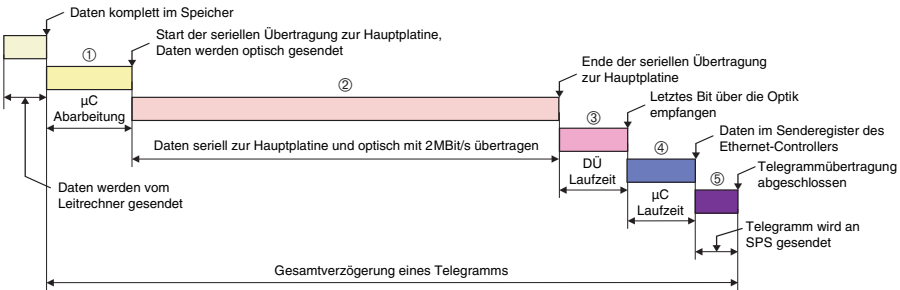 Daten komplett im Speicher
Start der seriellen Übertragung zur Hauptplatine,
Daten werden optisch gesendet
①
µC
Abarbeitung
②
Ende der seriellen Übertragung
zur Hauptplatine
Daten seriell zur Hauptplatine und optisch mit 2MBit/s übertragen
③
Letztes Bit über die Optik
empfangen
DÜ
Laufzeit
④
Daten im Senderegister des
Ethernet-Controllers
µC
Laufzeit
⑤
Telegrammübertragung
abgeschlossen
Daten werden vom
Leitrechner gesendet
Telegramm wird an
SPS gesendet
Gesamtverzögerung eines Telegramms